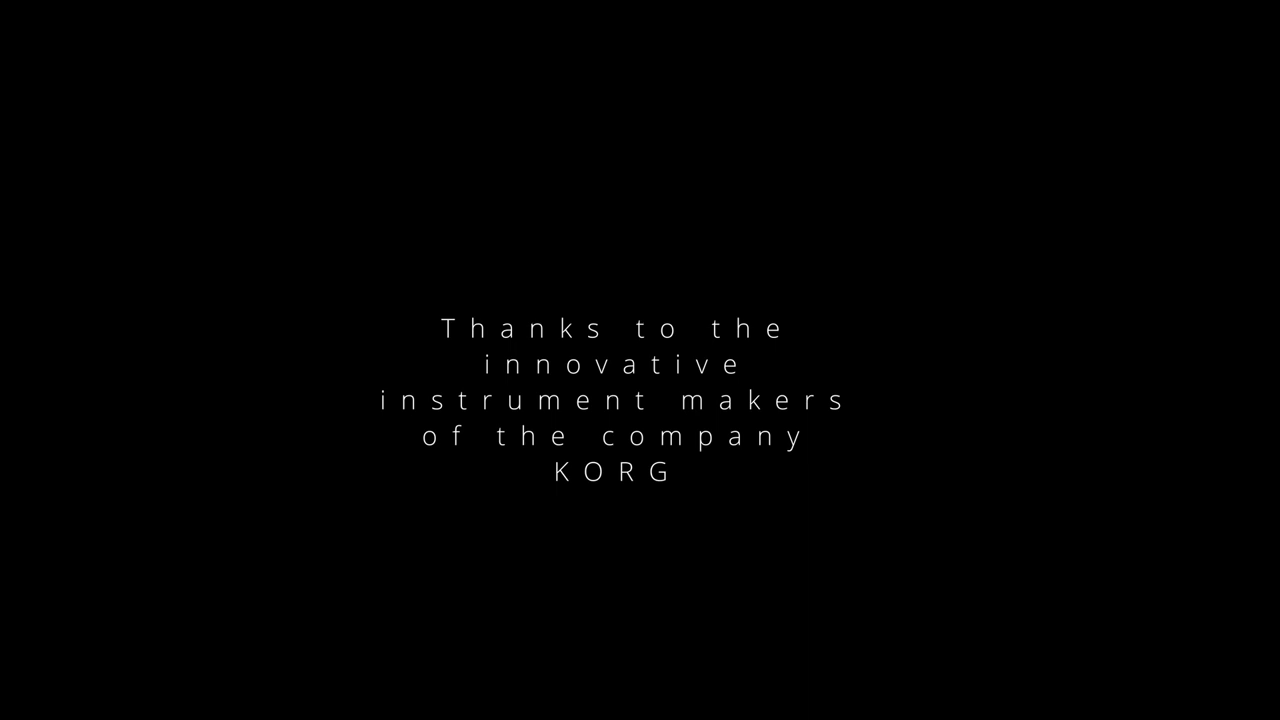 Thanks to the
innovative
instrument makers
of the company
KORG